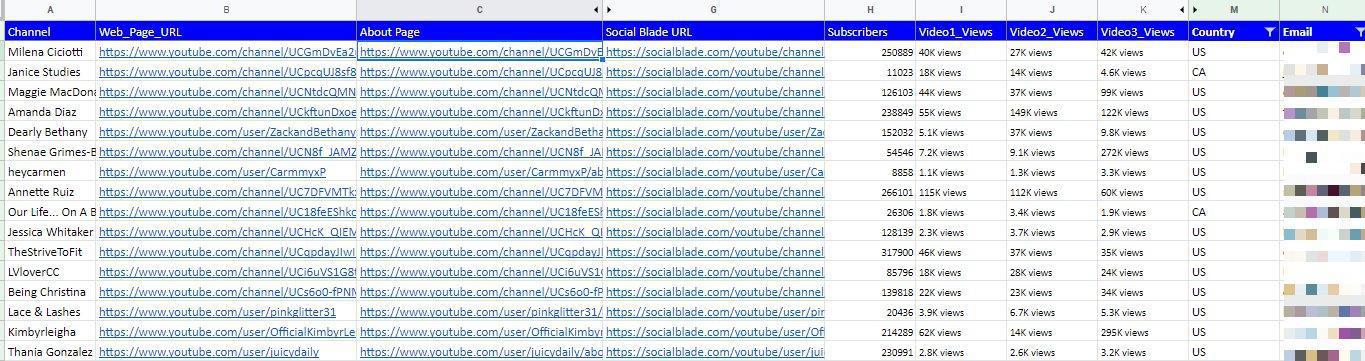 A B C G H I J K M N
Channel Web_Page_URL About Page Social Blade URL Subscribers Video1_Views Video2_Views Video3_Views Country Email
Milena Ciciotti https://www.youtube.com/channel/UCGmDvEa2 https://www.youtube.com/channel/UCGmDvE https://socialblade.com/youtube/channel 250889 40K views 27K views 42K views US
Janice Studies https://www.youtube.com/channel/UCpcqUJ8sf8 https://www.youtube.com/channel/UCpcqUJ8 https://socialblade.com/youtube/channel 11023 18K views 14K views 4.6K views CA
Maggie MacDona https://www.youtube.com/channel/UCNtdcQMN https://www.youtube.com/channel/UCNtdcQM https://socialblade.com/youtube/channel 126103 44K views 37K views 99K views US
Amanda Diaz https://www.youtube.com/channel/UCkftunDxoe https://www.youtube.com/channel/UCkftunD https://socialblade.com/youtube/channel 238849 55K views 149K views 122K views US
Dearly Bethany https://www.youtube.com/user/ZackandBethany https://www.youtube.com/user/ZackandBetha https://socialblade.com/youtube/user/Za 152032 5.1K views 37K views 9.8K views US
Shenae Grimes-B https://www.youtube.com/channel/UCN8f_JAMZ https://www.youtube.com/channel/UCN8f_JA https://socialblade.com/youtube/channel 54546 7.2K views 9.1K views 272K views US
heycarmen https://www.youtube.com/user/CarmmyxP https://www.youtube.com/user/CarmmyxP/ab https://socialblade.com/youtube/user/Ca 8858 1.1K views 1.3K views 3.3K views US
Annette Ruiz https://www.youtube.com/channel/UC7DFVMTk https://www.youtube.com/channel/UC7DFVM https://socialblade.com/youtube/channel 266101 115K views 112K views 60K views US
Our Life... On A B https://www.youtube.com/channel/UC18feEShkc https://www.youtube.com/channel/UC18feES https://socialblade.com/youtube/channel 26306 1.8K views 3.4K views 1.9K views CA
Jessica Whitaker https://www.youtube.com/channel/UCHcK_QIEM https://www.youtube.com/channel/UCHcK_QI https://socialblade.com/youtube/channel 128139 2.3K views 3.7K views 2.9K views US
TheStriveToFit https://www.youtube.com/channel/UCqpdayJIwI https://www.youtube.com/channel/UCqpdayJ https://socialblade.com/youtube/channel 317900 46K views 37K views 35K views US
LVloverCC https://www.youtube.com/channel/UCi6uVS1G8 https://www.youtube.com/channel/UCi6uVS1 https://socialblade.com/youtube/channel 85796 18K views 28K views 24K views US
Being Christina https://www.youtube.com/channel/UCs6o0-fPNM https://www.youtube.com/channel/UCs6o0-fP https://socialblade.com/youtube/channel 139818 22K views 23K views 34K views US
Lace & Lashes https://www.youtube.com/user/pinkglitter31 https://www.youtube.com/user/pinkglitter31/ https://socialblade.com/youtube/user/pin 20436 3.9K views 6.7K views 5.3K views US
Kimbyrleigha https://www.youtube.com/user/OfficialKimbyrLe https://www.youtube.com/user/OfficialKimby https://socialblade.com/youtube/user/Of 214289 62K views 14K views 295K views US
Thania Gonzalez https://www.youtube.com/user/juicydaily https://www.youtube.com/user/juicydaily/abo https://socialblade.com/youtube/user/jui 230991 2.8K views 2.6K views 3.2K views US